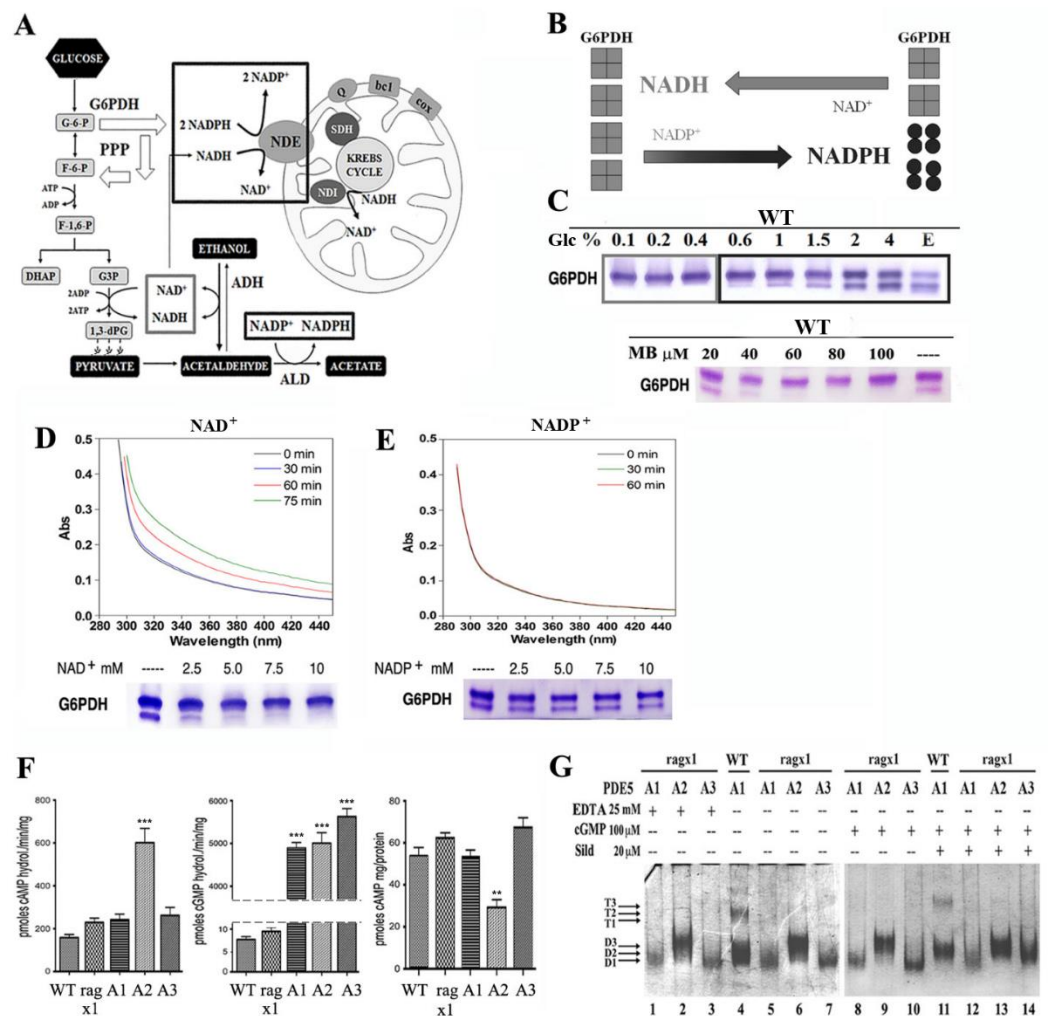 A
GLUCOSE
G6PDH
G-6-P
PPP
F-6-P
ATP
ADP
F-1,6-P
DHAP
G3P
2ADP
2ATP
NAD⁺
NADH
1,3-dPG
PYRUVATE
ACETALDEHYDE
ALD
ACETATE
ETHANOL
ADH
NADP⁺ NADPH
2 NADP⁺
2 NADPH
NADH
NAD⁺
NDE
Q
bc1
cox
SDH
KREBS
CYCLE
NDI
NADH
NAD⁺
B
G6PDH G6PDH
NADH
NAD⁺
NADP⁺
NADPH
C
WT
Glc % 0.1 0.2 0.4 0.6 1 1.5 2 4 E
G6PDH
WT
MB µM 20 40 60 80 100 ----
G6PDH
D
NAD⁺
0.5
0.4
0.3
0.2
0.1
0.0
Abs
0 min
30 min
60 min
75 min
280 300 320 340 360 380 400 420 440
Wavelength (nm)
NAD⁺ mM ----- 2.5 5.0 7.5 10
G6PDH
E
NADP⁺
0.5
0.4
0.3
0.2
0.1
0.0
Abs
0 min
30 min
60 min
280 300 320 340 360 380 400 420 440
Wavelength (nm)
NADP⁺ mM ----- 2.5 5.0 7.5 10
G6PDH
F
pmoles cAMP hydrol./min/mg
800
600
400
200
0
***
WT rag A1 A2 A3
x1
pmoles cGMP hydrol./min/mg
6000
5000
4000
10
5
0
*** *** ***
WT rag A1 A2 A3
x1
pmoles cAMP mg/protein
80
60
40
20
0
**
WT rag A1 A2 A3
x1
G
ragx1 WT ragx1 ragx1 WT ragx1
PDE5 A1 A2 A3 A1 A1 A2 A3 A1 A2 A3 A1 A1 A2 A3
EDTA 25 mM + + + -- -- -- -- -- -- -- -- -- -- --
cGMP 100 µM -- -- -- -- -- -- -- + + + + + + +
Sild 20 µM -- -- -- -- -- -- -- -- -- -- + + + +
T3
T2
T1
D3
D2
D1
1 2 3 4 5 6 7 8 9 10 11 12 13 14